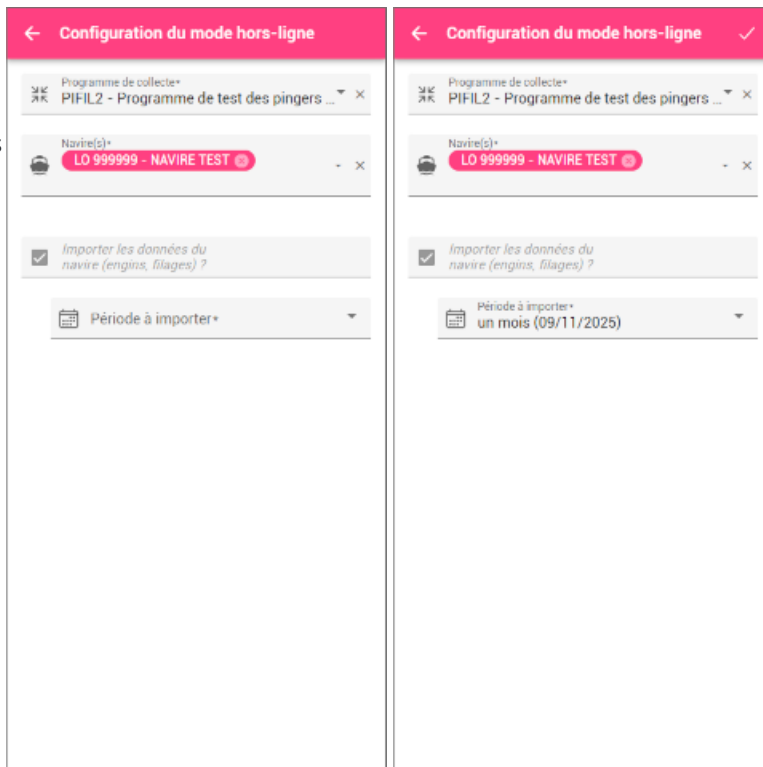 Configuration du mode hors-ligne
Programme de collecte*
PIFIL2 - Programme de test des pingers ...
Navire(s)*
LO 999999 - NAVIRE TEST
Importer les données du
navire (engins, filages) ?
Période à importer*
Configuration du mode hors-ligne
Programme de collecte*
PIFIL2 - Programme de test des pingers ...
Navire(s)*
LO 999999 - NAVIRE TEST
Importer les données du
navire (engins, filages) ?
Période à importer*
un mois (09/11/2025)